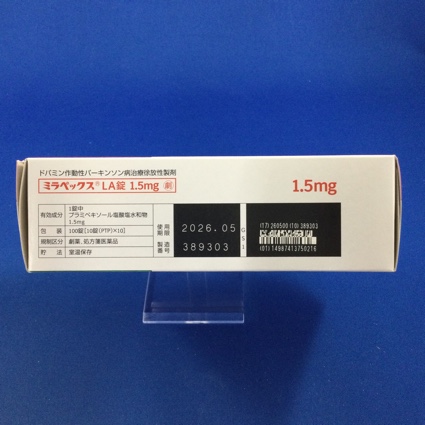 ドパミン作動性パーキンソン病治療徐放性製剤
ミラペックス® LA錠 1.5mg 劇
1.5mg
有効成分 1錠中
プラミペキソール塩酸塩水和物
1.5mg
包装 100錠[10錠(PTP)×10]
規制区分 劇薬、処方箋医薬品
貯法 室温保存
使用期限 2026.05
製造番号 389303
GS1
(17) 260500 (10) 389303
(01) 14987413750216